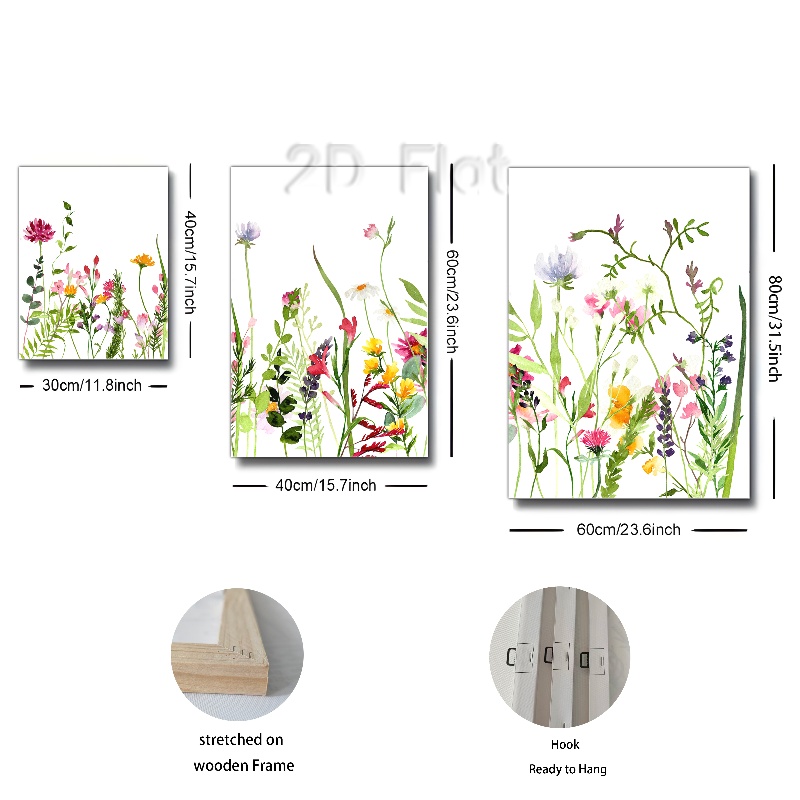 2D Flat
40cm/15.7inch
60cm/23.6inch
80cm/31.5inch
30cm/11.8inch
40cm/15.7inch
60cm/23.6inch
stretched on
wooden Frame
Hook
Ready to Hang